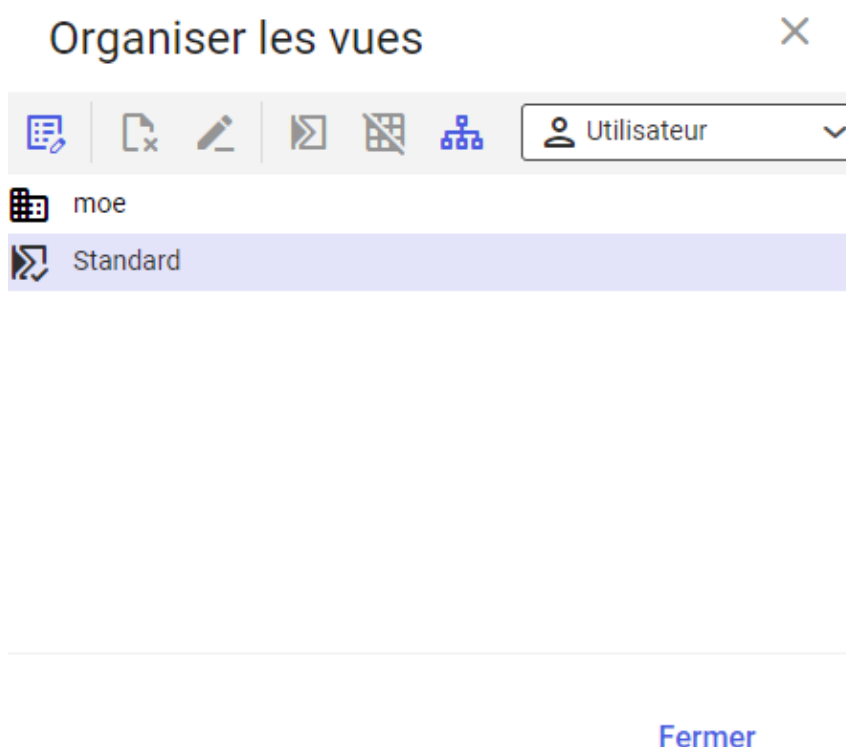 Organiser les vues
Utilisateur
moe
Standard
Fermer